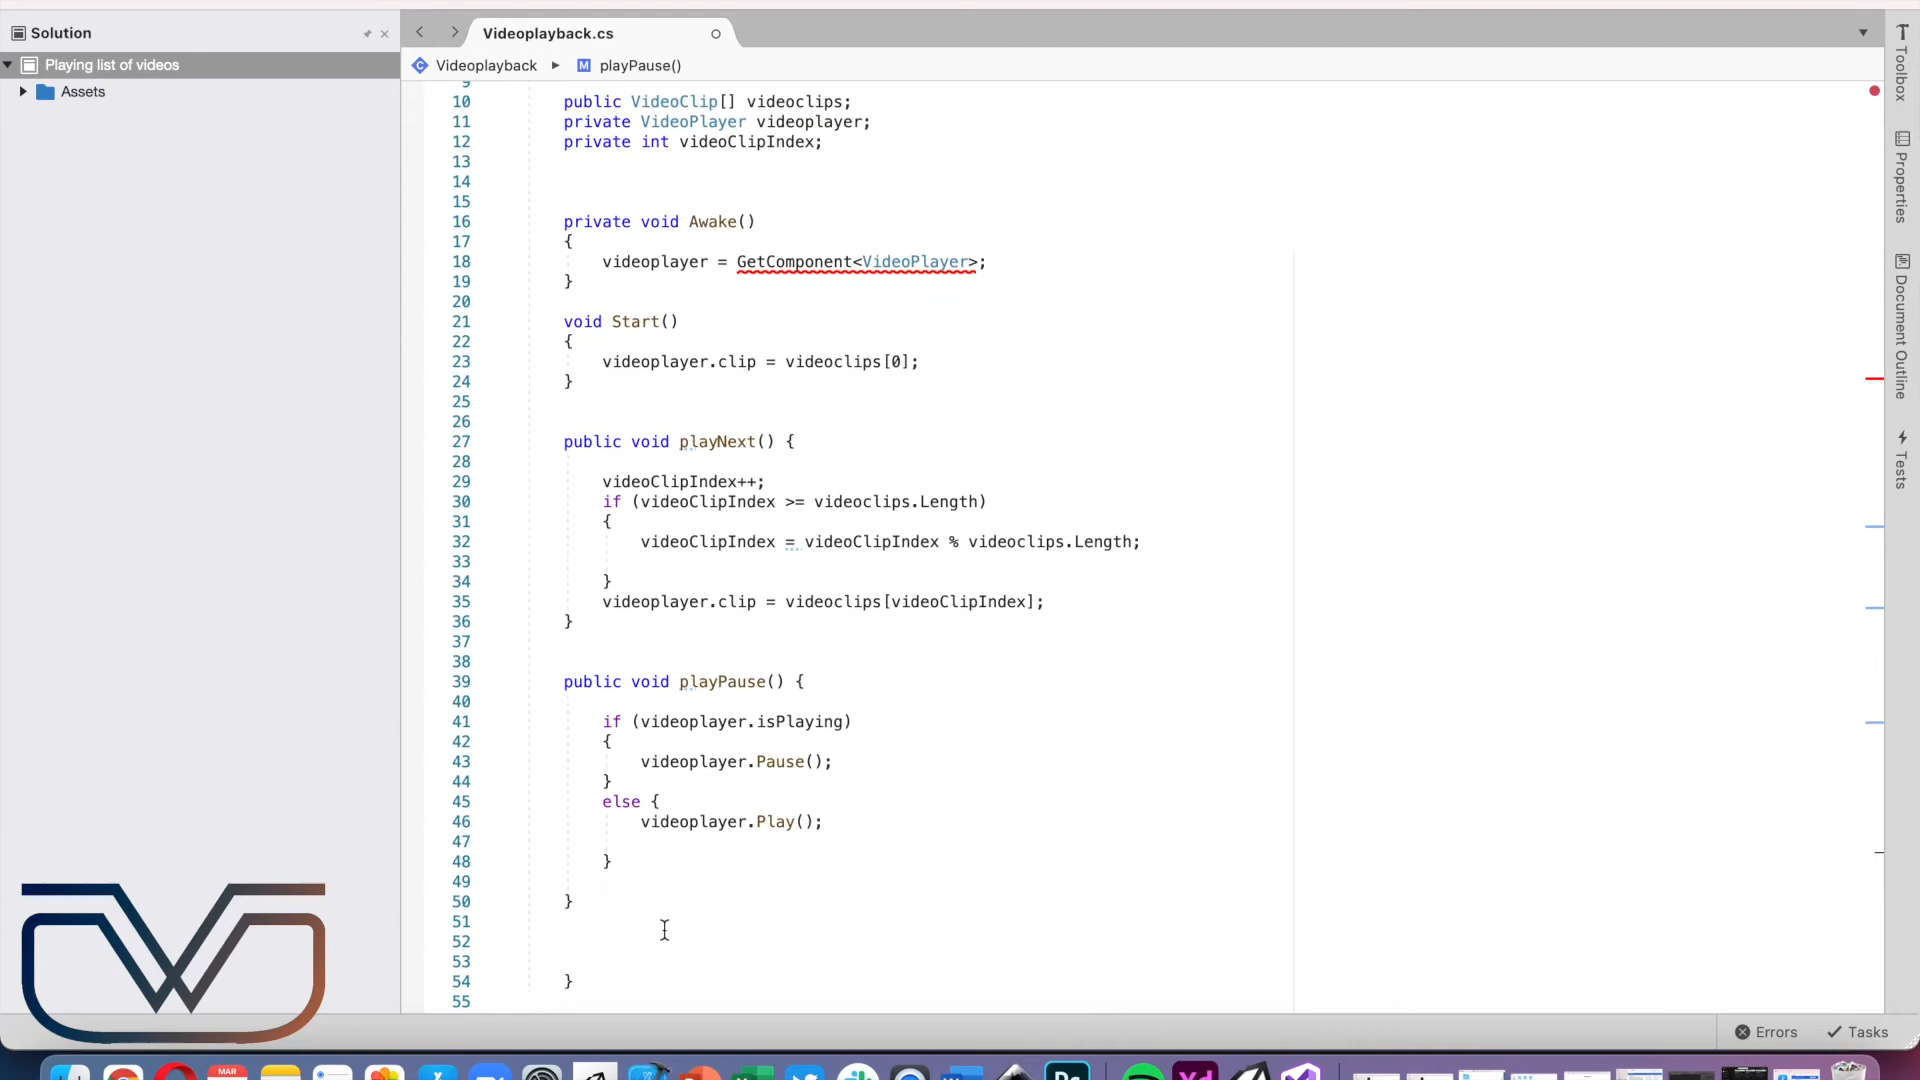 Solution
Videoplayback.cs
Playing list of videos
Videoplayback ▸ M playPause()
Assets
9
10 public VideoClip[] videoclips;
11 private VideoPlayer videoplayer;
12 private int videoClipIndex;
13
14
15
16 private void Awake()
17 {
18 videoplayer = GetComponent<VideoPlayer>;
19 }
20
21 void Start()
22 {
23 videoplayer.clip = videoclips[0];
24 }
25
26
27 public void playNext() {
28
29 videoClipIndex++;
30 if (videoClipIndex >= videoclips.Length)
31 {
32 videoClipIndex = videoClipIndex % videoclips.Length;
33
34 }
35 videoplayer.clip = videoclips[videoClipIndex];
36 }
37
38
39 public void playPause() {
40
41 if (videoplayer.isPlaying)
42 {
43 videoplayer.Pause();
44 }
45 else {
46 videoplayer.Play();
47
48 }
49
50 }
51
52
53
54 }
55
Toolbox
Properties
Document Outline
Tests
Errors
Tasks
MAR
Ps
Xd